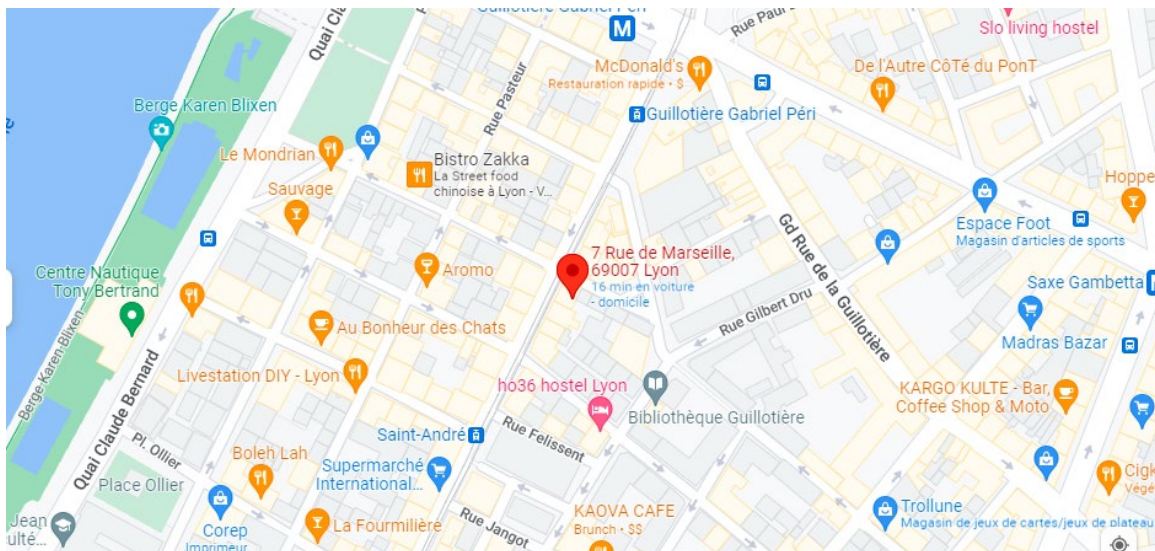 Guillotière Gabriel Péri
M
Slo living hostel
Quai Claude
Rue Pasteur
Rue Paul
McDonald's
Restauration rapide • $
De l'Autre CôTé du PonT
Berge Karen Blixen
Guillotière Gabriel Péri
Le Mondrian
Bistro Zakka
La Street food
chinoise à Lyon - V...
Hoppe
Sauvage
Espace Foot
Magasin d'articles de sports
Gd Rue de la Guillotière
7 Rue de Marseille,
69007 Lyon
16 min en voiture
- domicile
Centre Nautique
Tony Bertrand
Aromo
Saxe Gambetta
Rue Gilbert Dru
Au Bonheur des Chats
Madras Bazar
Berge Karen Blixen
Livestation DIY - Lyon
ho36 hostel Lyon
KARGO KULTE - Bar,
Coffee Shop & Moto
Bibliothèque Guillotière
Quai Claude Bernard
Saint-André
Rue Felissent
Pl. Ollier
Boleh Lah
Supermarché
International...
Place Ollier
Cigk
Végé
Trollune
Magasin de jeux de cartes/jeux de plateau
Jean
culté...
Corep
Imprimeur
La Fourmilière
Rue Jangot
KAOVA CAFE
Brunch • $$